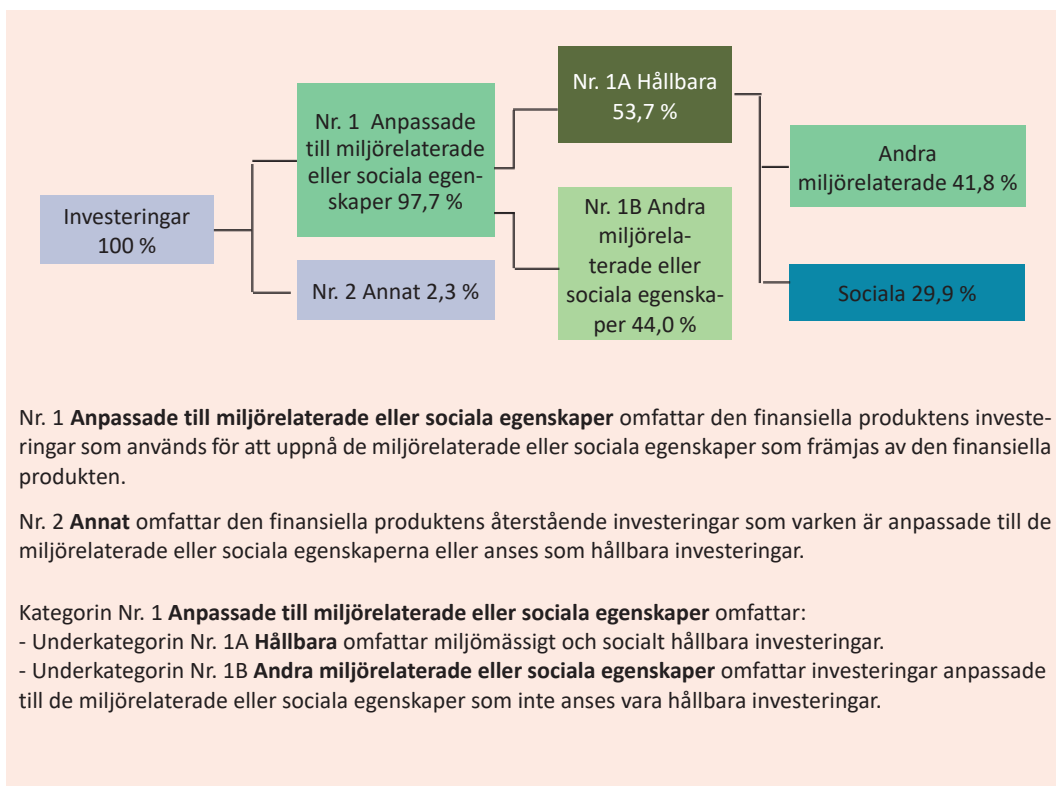 Investeringar
100 %
Nr. 1 Anpassade
till miljörelaterade
eller sociala egen-
skaper 97,7 %
Nr. 2 Annat 2,3 %
Nr. 1A Hållbara
53,7 %
Nr. 1B Andra
miljörela-
terade eller
sociala egenska-
per 44,0 %
Andra
miljörelaterade 41,8 %
Sociala 29,9 %
Nr. 1 Anpassade till miljörelaterade eller sociala egenskaper omfattar den finansiella produktens investe-
ringar som används för att uppnå de miljörelaterade eller sociala egenskaper som främjas av den finansiella
produkten.
Nr. 2 Annat omfattar den finansiella produktens återstående investeringar som varken är anpassade till de
miljörelaterade eller sociala egenskaperna eller anses som hållbara investeringar.
Kategorin Nr. 1 Anpassade till miljörelaterade eller sociala egenskaper omfattar:
- Underkategorin Nr. 1A Hållbara omfattar miljömässigt och socialt hållbara investeringar.
- Underkategorin Nr. 1B Andra miljörelaterade eller sociala egenskaper omfattar investeringar anpassade
till de miljörelaterade eller sociala egenskaper som inte anses vara hållbara investeringar.